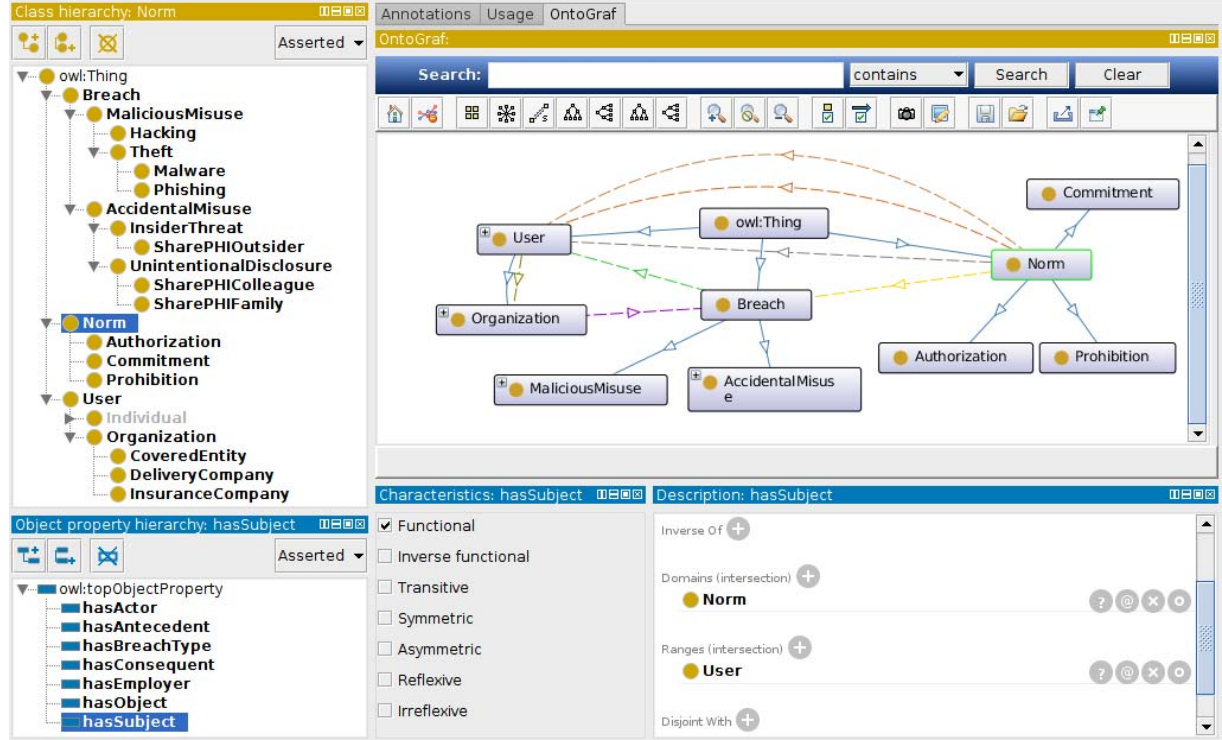 Class hierarchy: Norm
Asserted
owl:Thing
Breach
MaliciousMisuse
Hacking
Theft
Malware
Phishing
AccidentalMisuse
InsiderThreat
SharePHIOutsider
UnintentionalDisclosure
SharePHIColleague
SharePHIFamily
Norm
Authorization
Commitment
Prohibition
User
Individual
Organization
CoveredEntity
DeliveryCompany
InsuranceCompany
Object property hierarchy: hasSubject
Asserted
owl:topObjectProperty
hasActor
hasAntecedent
hasBreachType
hasConsequent
hasEmployer
hasObject
hasSubject
Annotations Usage OntoGraf
OntoGraf:
Search: contains Search Clear
Commitment
owl:Thing
User
Norm
Breach
Organization
Authorization
Prohibition
MaliciousMisuse
AccidentalMisus
e
Characteristics: hasSubject
Functional
Inverse functional
Transitive
Symmetric
Asymmetric
Reflexive
Irreflexive
Description: hasSubject
Inverse Of
Domains (intersection)
Norm
Ranges (intersection)
User
Disjoint With